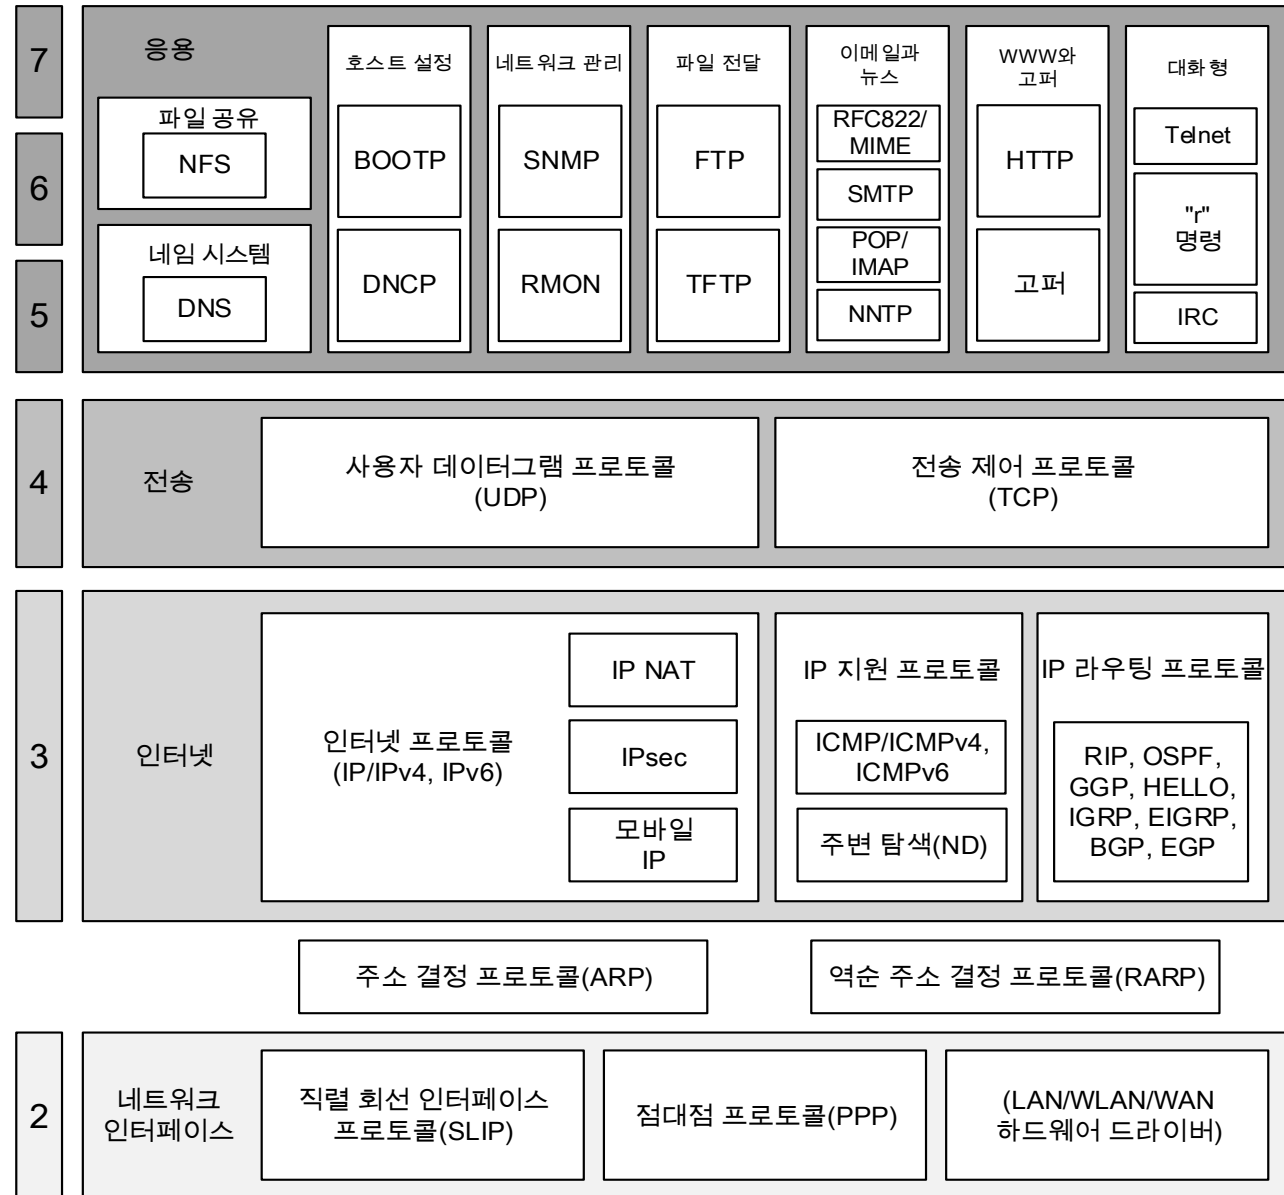 7
6
5
응용
파일 공유
NFS
네임 시스템
DNS
호스트 설정
BOOTP
DNCP
네트워크 관리
SNMP
RMON
파일 전달
FTP
TFTP
이메일과
뉴스
RFC822/
MIME
SMTP
POP/
IMAP
NNTP
WWW와
고퍼
HTTP
고퍼
대화형
Telnet
"r"
명령
IRC
4
전송
사용자 데이터그램 프로토콜
(UDP)
전송 제어 프로토콜
(TCP)
3
인터넷
인터넷 프로토콜
(IP/IPv4, IPv6)
IP NAT
IPsec
모바일
IP
IP 지원 프로토콜
ICMP/ICMPv4,
ICMPv6
주변 탐색(ND)
IP 라우팅 프로토콜
RIP, OSPF,
GGP, HELLO,
IGRP, EIGRP,
BGP, EGP
주소 결정 프로토콜(ARP)
역순 주소 결정 프로토콜(RARP)
2
네트워크
인터페이스
직렬 회선 인터페이스
프로토콜(SLIP)
점대점 프로토콜(PPP)
(LAN/WLAN/WAN
하드웨어 드라이버)